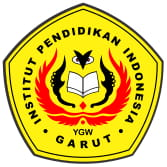 INSTITUT PENDIDIKAN INDONESIA
YGW
• GARUT •